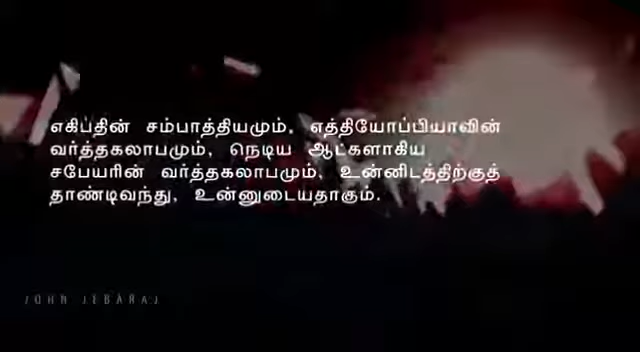 எகிப்தின் சம்பாத்தியமும், எத்தியோப்பியாவின்
வர்த்தகலாபமும், நெடிய ஆட்களாகிய
சபேயரின் வர்த்தகலாபமும், உன்னிடத்திற்குத்
தாண்டிவந்து, உன்னுடையதாகும்.
JOHN JEBARAJ